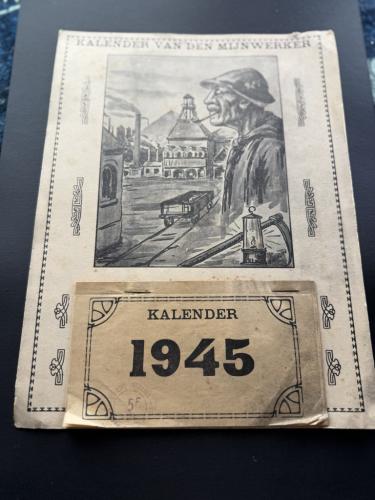 KALENDER VAN DEN MIJNWERKER
KALENDER
1945
5F